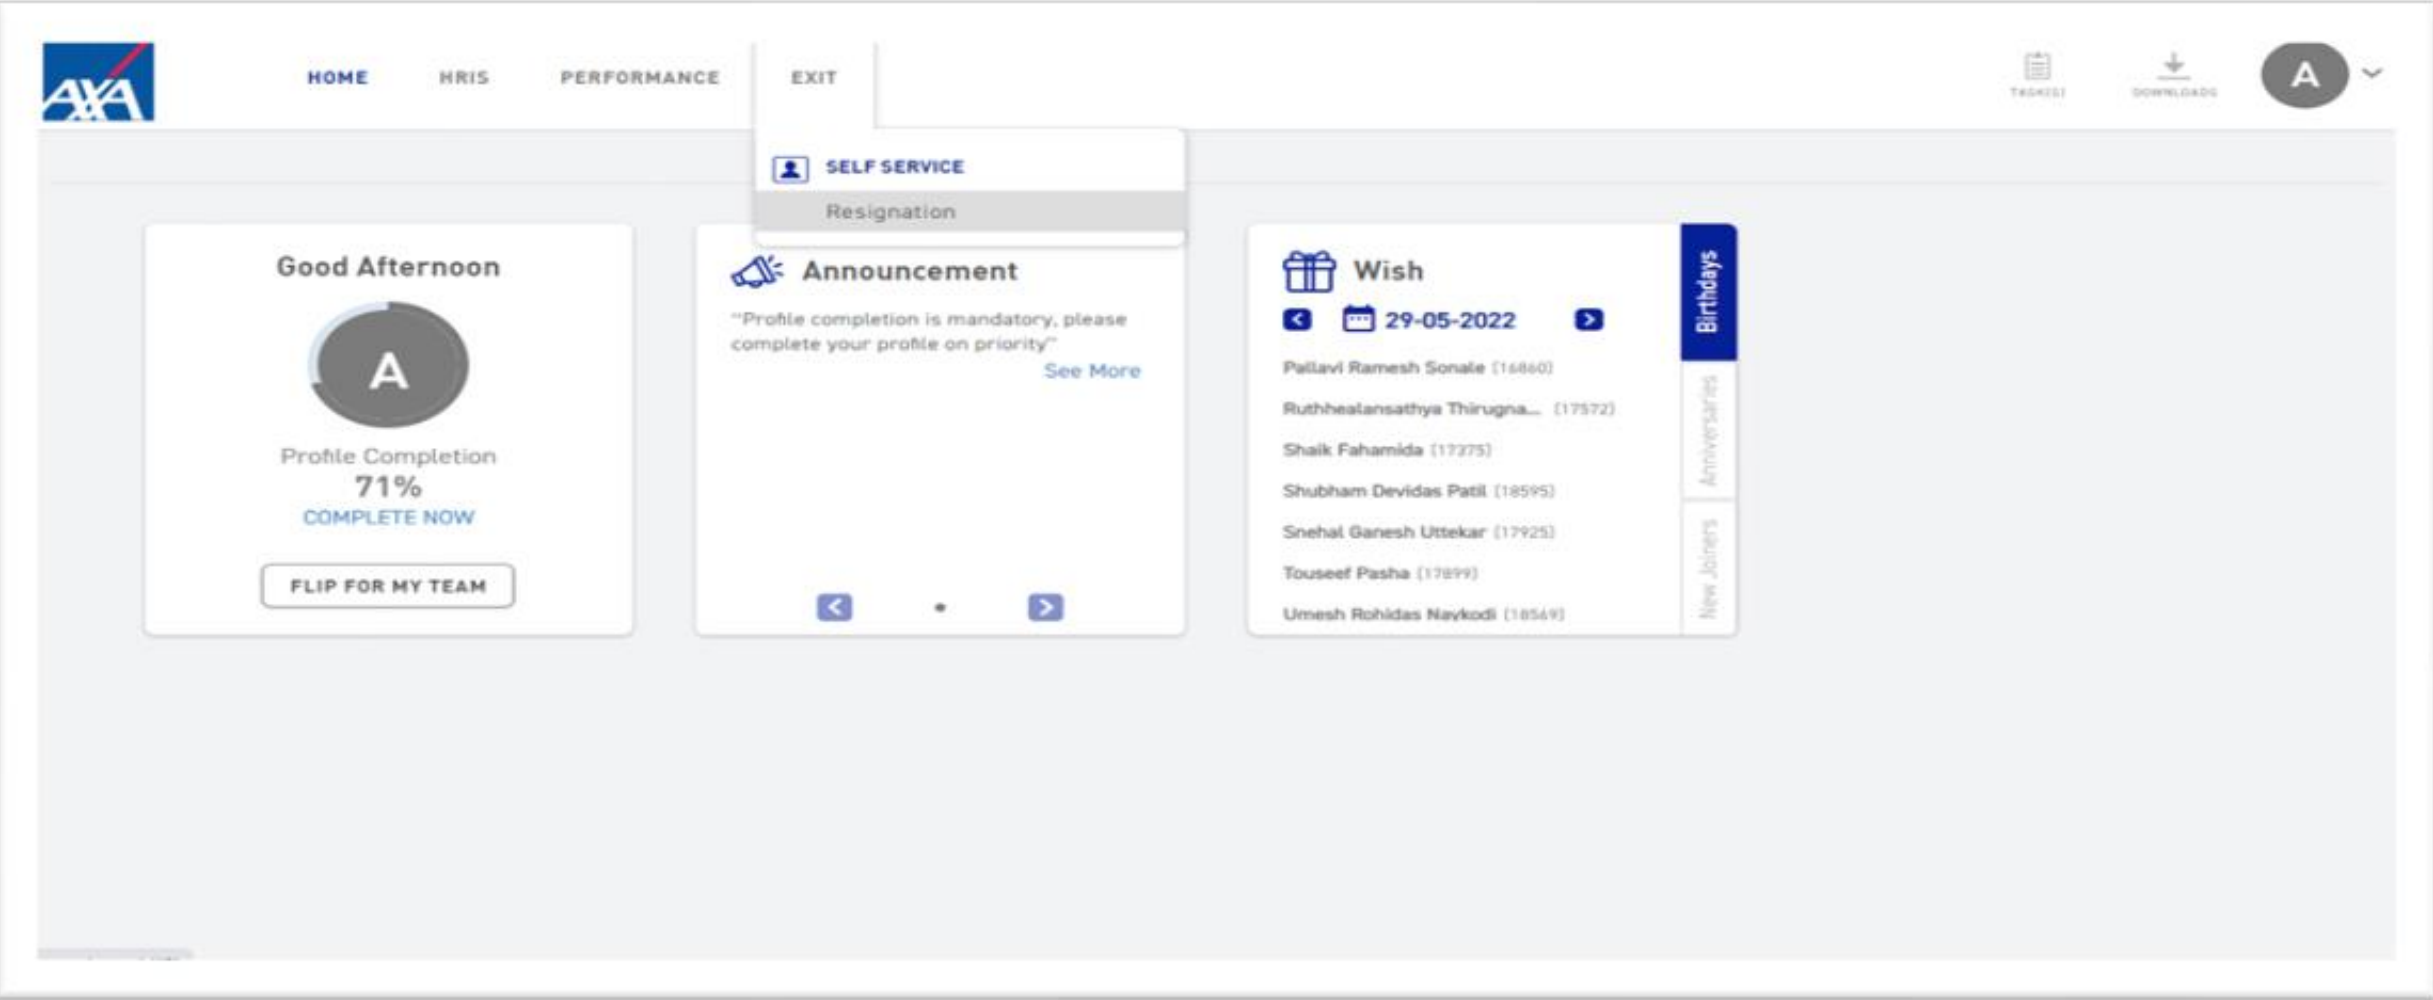 AXA
HOME HRIS PERFORMANCE EXIT
DOWNLOADS
A
SELF SERVICE
Resignation
Good Afternoon
A
Profile Completion
71%
COMPLETE NOW
FLIP FOR MY TEAM
Announcement
"Profile completion is mandatory, please
complete your profile on priority"
See More
Wish
29-05-2022
Pallavi Ramesh Sonale (16860)
Ruthhealansathya Thirugna... (17572)
Shaik Fahamida (17375)
Shubham Devidas Patil (18595)
Snehal Ganesh Uttekar (17925)
Touseef Pasha (17899)
Umesh Rohidas Naykodi (18569)
Birthdays
Anniversaries
New Joiners